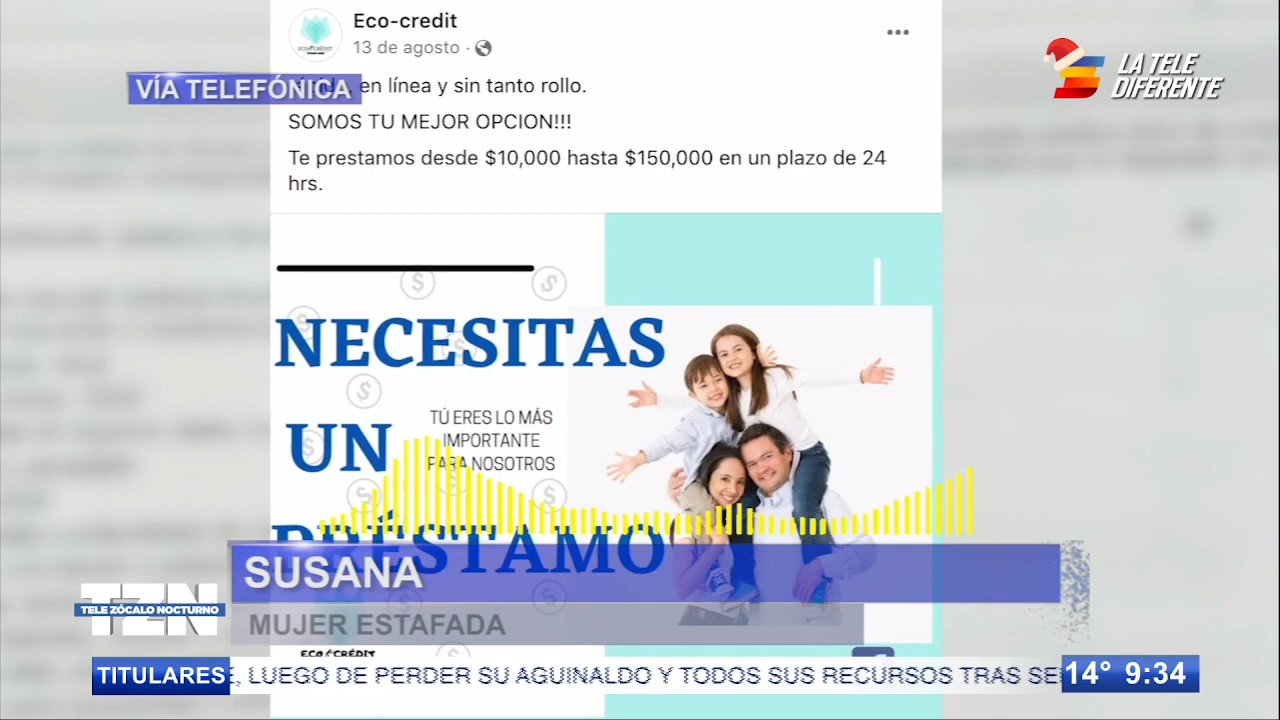 Eco-credit
13 de agosto
VÍA TELEFÓNICA
en línea y sin tanto rollo.
LA TELE
DIFERENTE
SOMOS TU MEJOR OPCION!!!
Te prestamos desde $10,000 hasta $150,000 en un plazo de 24
hrs.
NECESITAS
UN
TÚ ERES LO MÁS
IMPORTANTE
PARA NOSOTROS
PRÉSTAMO
SUSANA
MUJER ESTAFADA
TZN
TELE ZÓCALO NOCTURNO
ECO CRÉDIT
TITULARES
, LUEGO DE PERDER SU AGUINALDO Y TODOS SUS RECURSOS TRAS SE
14° 9:34